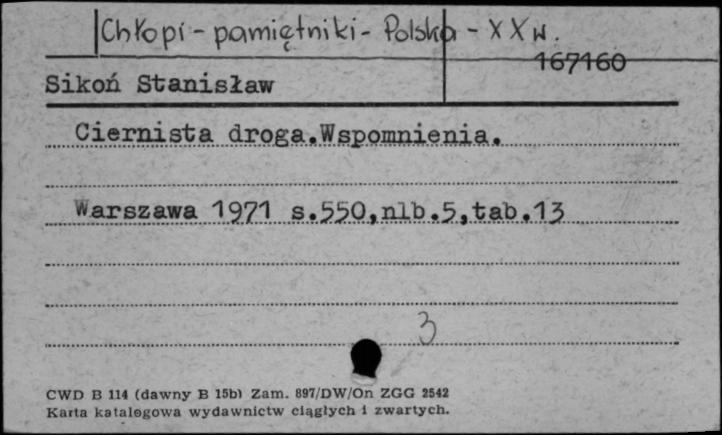 Chłopi - pamiętniki - Polska - XX w.
167160
Sikoń Stanisław
Ciernista droga.Wspomnienia.
Warszawa 1971 s.550,nlb.5,tab.13
3
CWD B 114 (dawny B 15b) Zam. 897/DW/On ZGG 2542
Karta katalogowa wydawnictw ciągłych i zwartych.